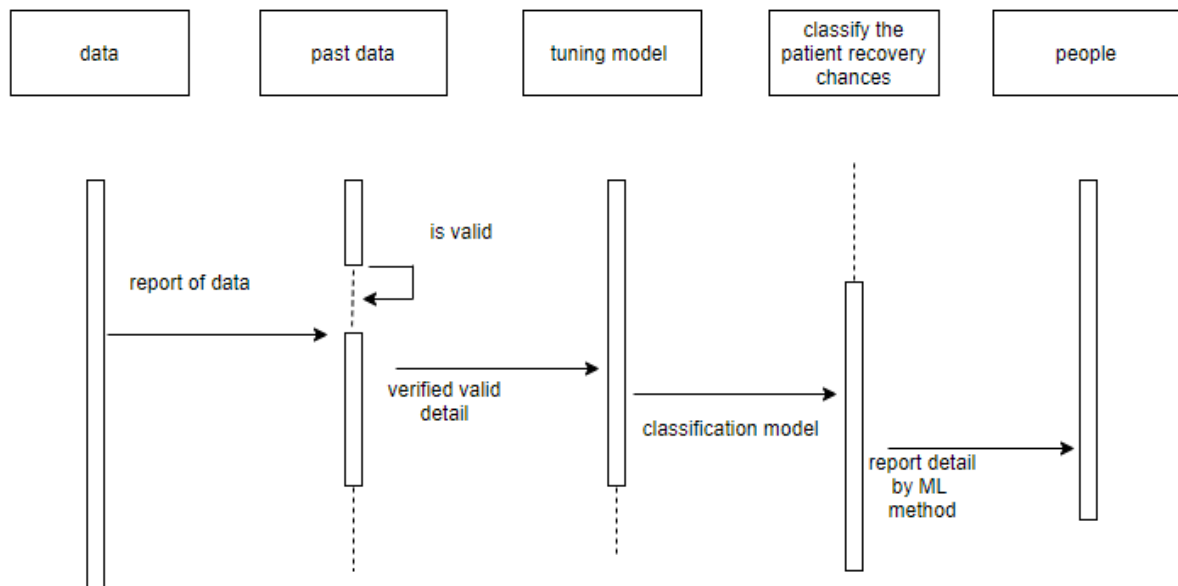 data
past data
tuning model
classify the
patient recovery
chances
people
is valid
report of data
verified valid
detail
classification model
report detail
by ML
method